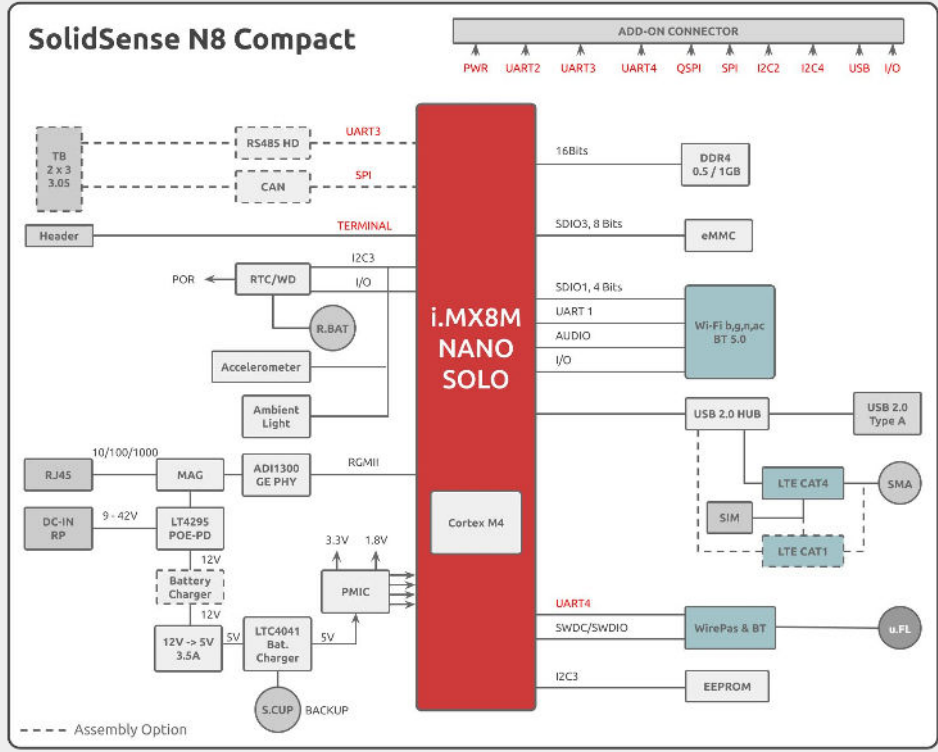 SolidSense N8 Compact
ADD-ON CONNECTOR
PWR UART2 UART3 UART4 QSPI SPI I2C2 I2C4 USB I/O
TB
2 x 3
3.05
RS485 HD
UART3
CAN
SPI
Header
TERMINAL
POR
RTC/WD
I2C3
I/O
R.BAT
Accelerometer
Ambient
Light
RJ45
10/100/1000
MAG
ADI1300
GE PHY
RGMII
DC-IN
RP
9 - 42V
LT4295
POE-PD
12V
Battery
Charger
12V
12V -> 5V
3.5A
5V
LTC4041
Bat.
Charger
5V
S.CUP
BACKUP
3.3V
1.8V
PMIC
i.MX8M
NANO
SOLO
Cortex M4
16Bits
DDR4
0.5 / 1GB
SDIO3, 8 Bits
eMMC
SDIO1, 4 Bits
UART 1
AUDIO
I/O
Wi-Fi b,g,n,ac
BT 5.0
USB 2.0 HUB
USB 2.0
Type A
LTE CAT4
SMA
SIM
LTE CAT1
UART4
SWDC/SWDIO
WirePas & BT
u.FL
I2C3
EEPROM
---- Assembly Option